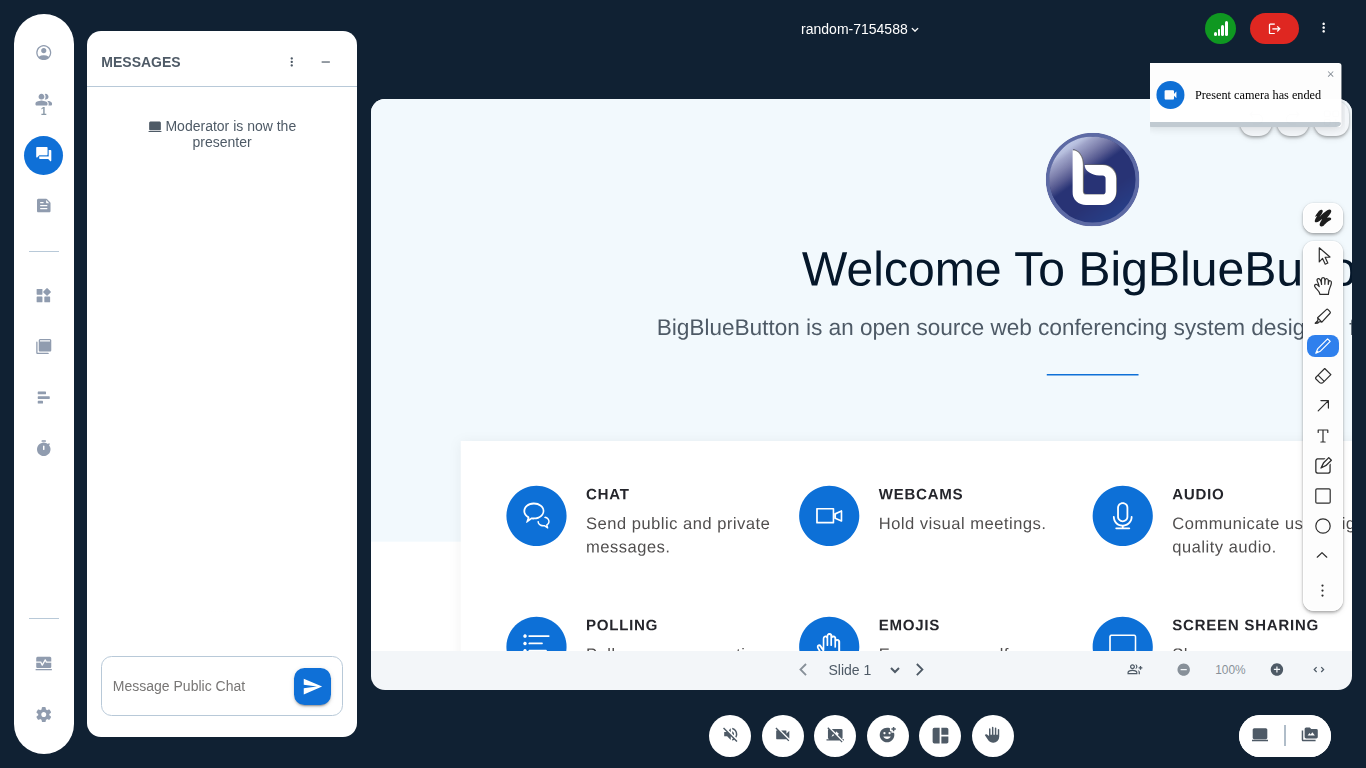 random-7154588
MESSAGES
1
Moderator is now the
presenter
Message Public Chat
Present camera has ended
Welcome To BigBlueBu
BigBlueButton is an open source web conferencing system
CHAT
Send public and private
messages.
WEBCAMS
Hold visual meetings.
AUDIO
Communicate
quality audio.
POLLING
EMOJIS
SCREEN SHARING
Slide 1
100%